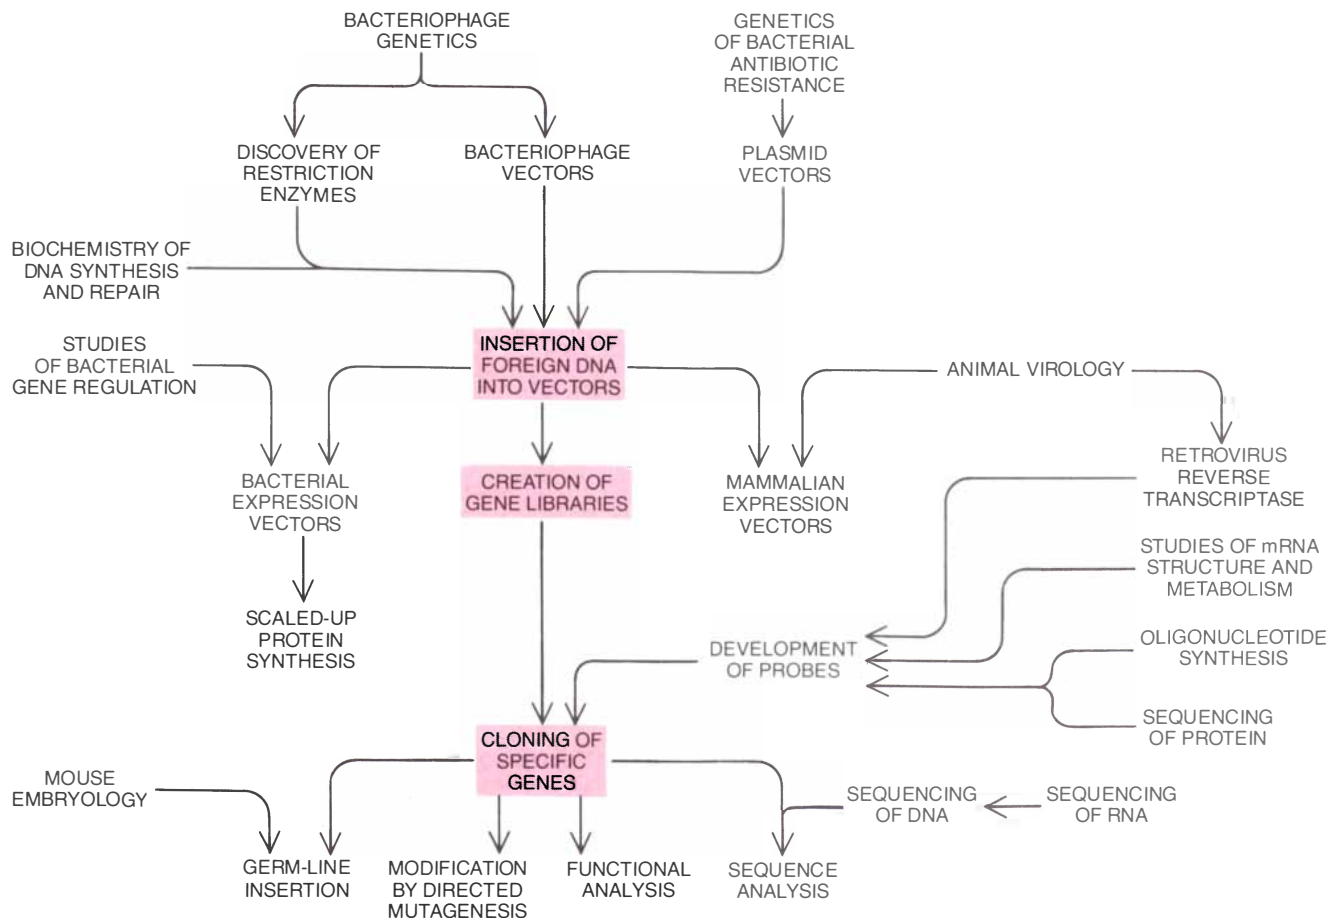 BACTERIOPHAGE
GENETICS
GENETICS
OF BACTERIAL
ANTIBIOTIC
RESISTANCE
DISCOVERY OF
RESTRICTION
ENZYMES
BACTERIOPHAGE
VECTORS
PLASMID
VECTORS
BIOCHEMISTRY OF
DNA SYNTHESIS
AND REPAIR
STUDIES
OF BACTERIAL
GENE REGULATION
INSERTION OF
FOREIGN DNA
INTO VECTORS
ANIMAL VIROLOGY
BACTERIAL
EXPRESSION
VECTORS
CREATION OF
GENE LIBRARIES
MAMMALIAN
EXPRESSION
VECTORS
RETROVIRUS
REVERSE
TRANSCRIPTASE
STUDIES OF mRNA
STRUCTURE AND
METABOLISM
SCALED-UP
PROTEIN
SYNTHESIS
DEVELOPMENT
OF PROBES
OLIGONUCLEOTIDE
SYNTHESIS
SEQUENCING
OF PROTEIN
CLONING OF
SPECIFIC
GENES
MOUSE
EMBRYOLOGY
SEQUENCING
OF DNA
SEQUENCING
OF RNA
GERM-LINE
INSERTION
MODIFICATION
BY DIRECTED
MUTAGENESIS
FUNCTIONAL
ANALYSIS
SEQUENCE
ANALYSIS